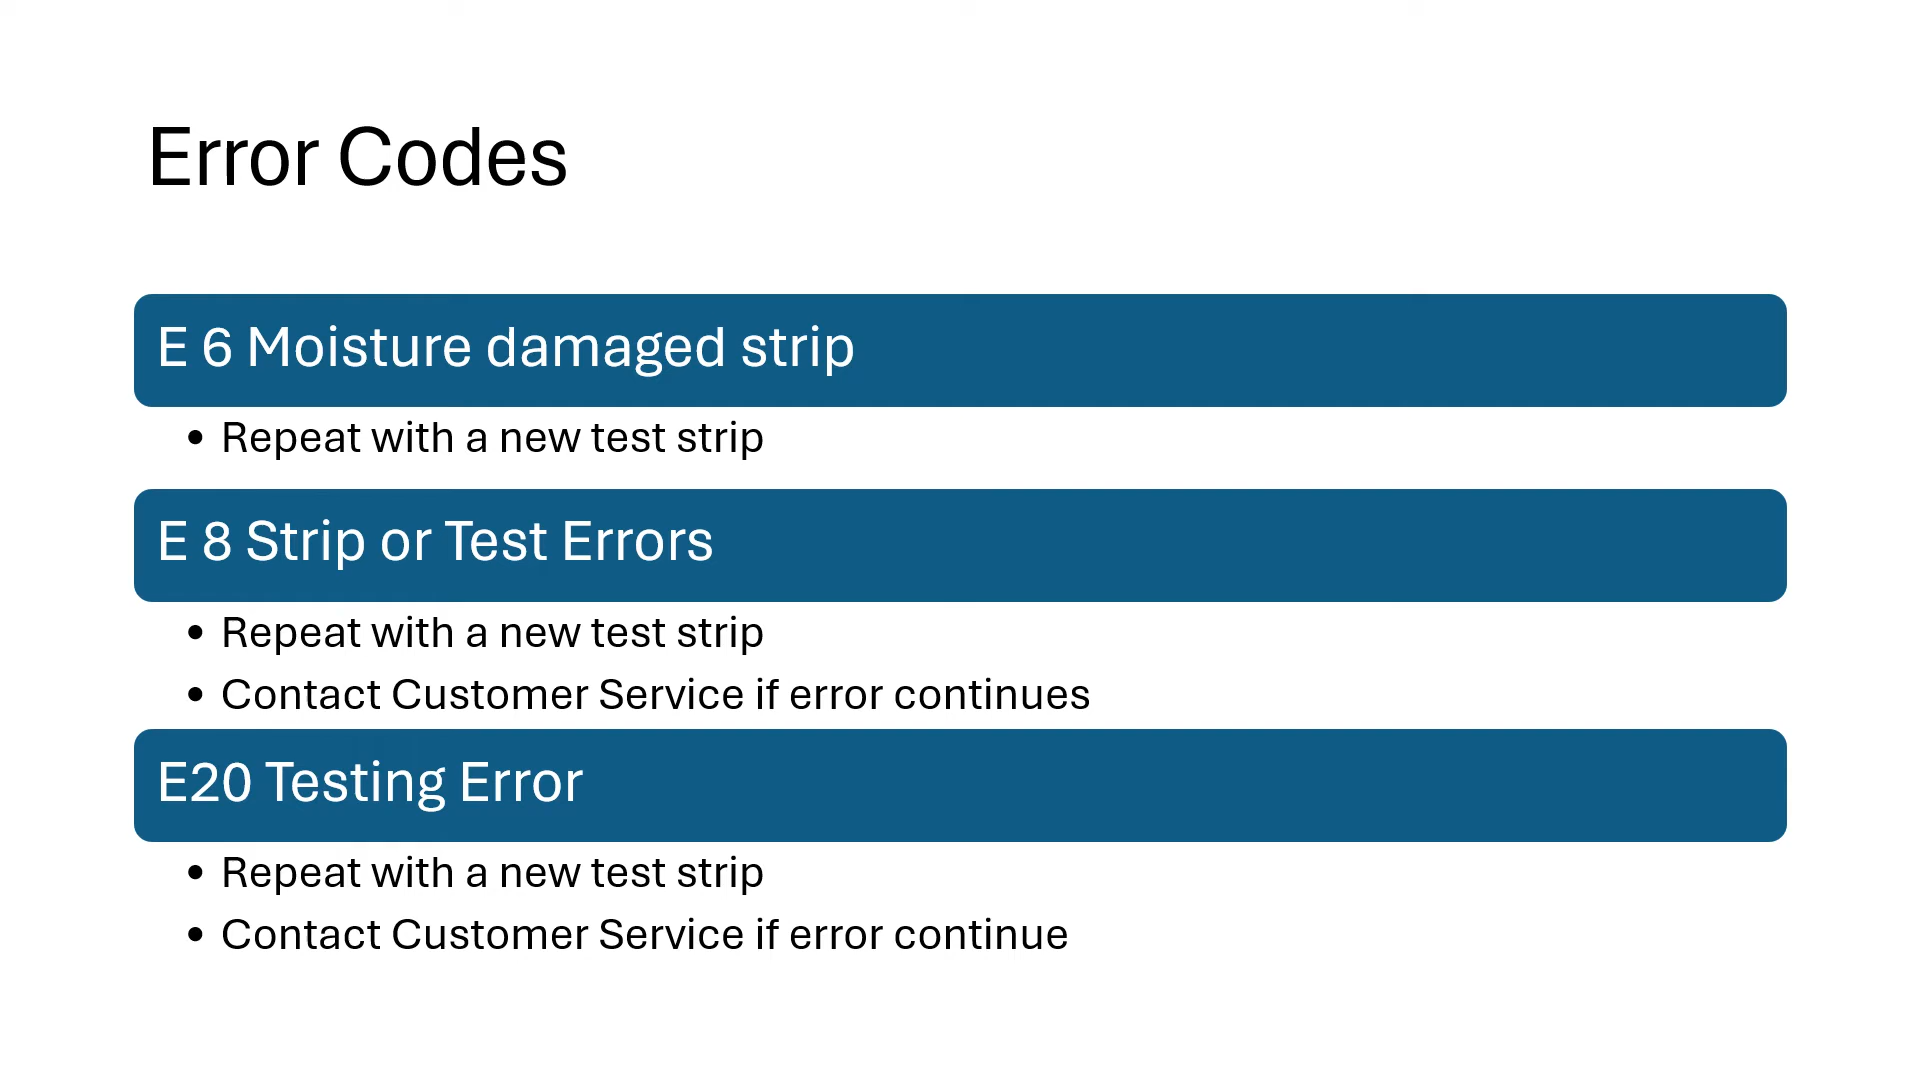 Error Codes
E 6 Moisture damaged strip
• Repeat with a new test strip
E 8 Strip or Test Errors
• Repeat with a new test strip
• Contact Customer Service if error continues
E20 Testing Error
• Repeat with a new test strip
• Contact Customer Service if error continue